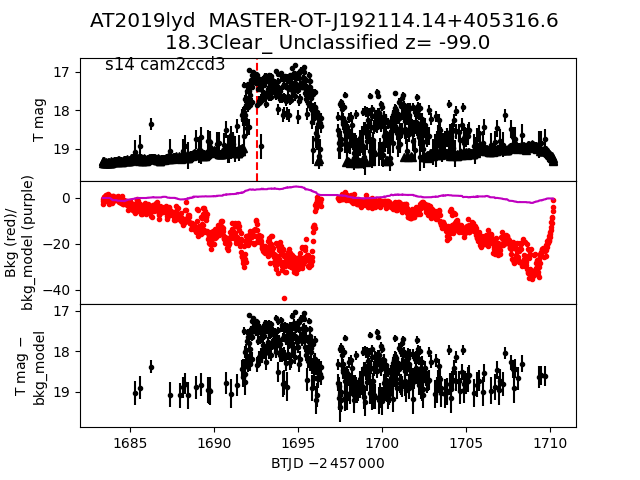 AT2019lyd MASTER-OT-J192114.14+405316.6
18.3Clear_ Unclassified z= -99.0
s14 cam2ccd3
17
18
19
T mag
0
−20
−40
Bkg (red)/
bkg_model (purple)
17
18
19
T mag −
bkg_model
1685
1690
1695
1700
1705
1710
BTJD −2 457 000